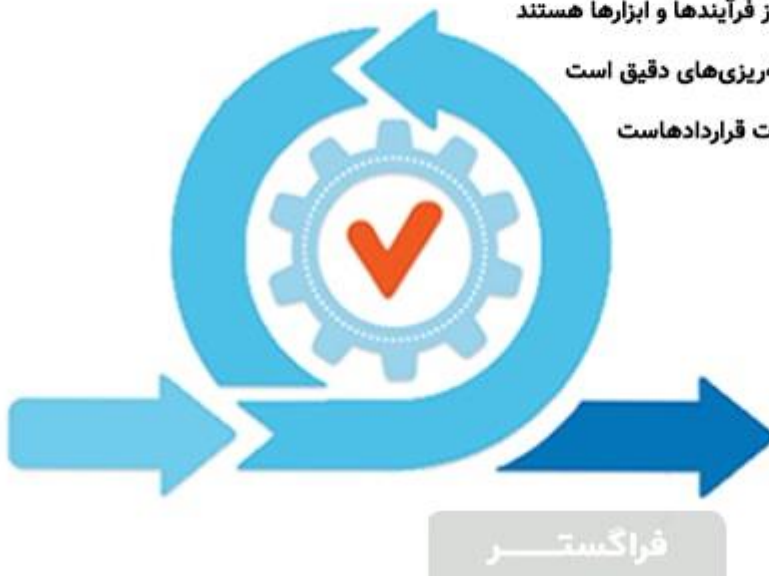 ز فرآیندها و ابزارها هستند
ریزی‌های دقیق است
ت قراردادهاست
فراگستر